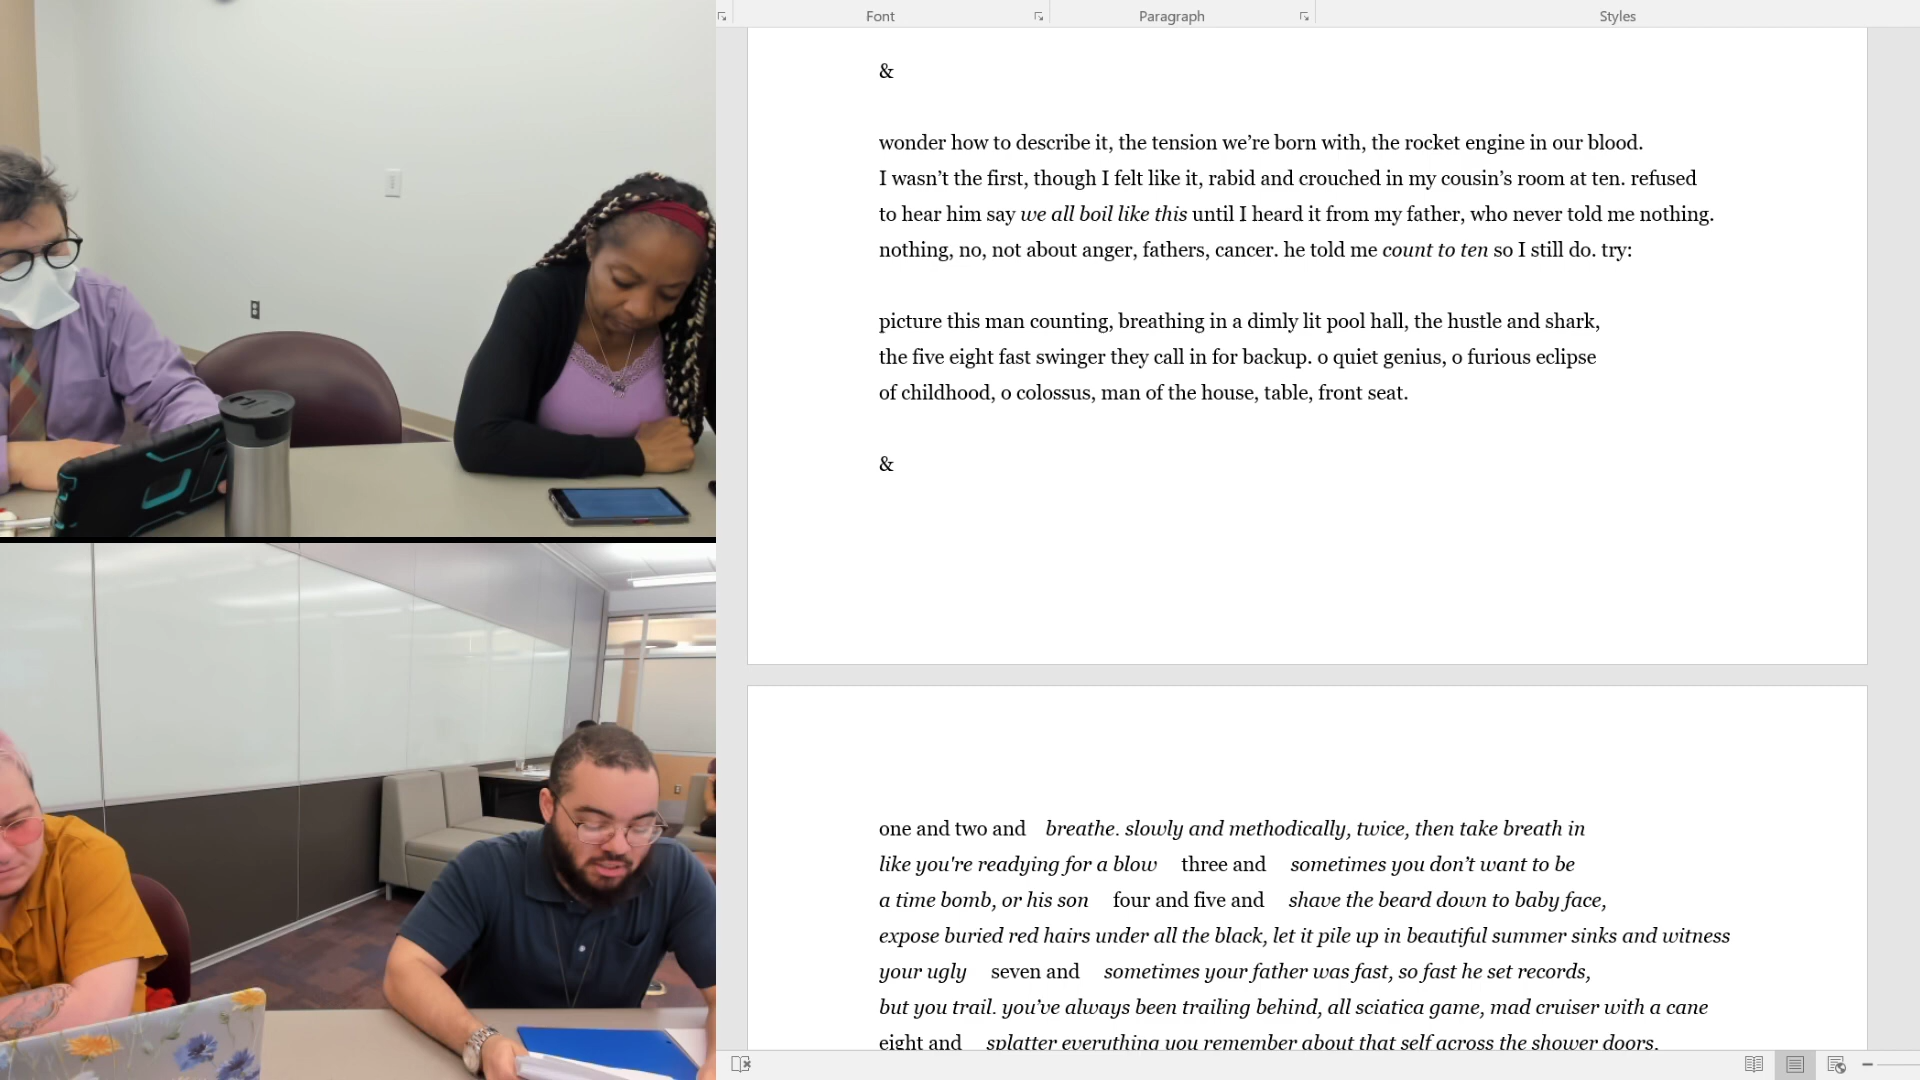 Font Paragraph Styles
&
wonder how to describe it, the tension we’re born with, the rocket engine in our blood.
I wasn’t the first, though I felt like it, rabid and crouched in my cousin’s room at ten. refused
to hear him say we all boil like this until I heard it from my father, who never told me nothing.
nothing, no, not about anger, fathers, cancer. he told me count to ten so I still do. try:
picture this man counting, breathing in a dimly lit pool hall, the hustle and shark,
the five eight fast swinger they call in for backup. o quiet genius, o furious eclipse
of childhood, o colossus, man of the house, table, front seat.
&
one and two and breathe. slowly and methodically, twice, then take breath in
like you're readying for a blow three and sometimes you don’t want to be
a time bomb, or his son four and five and shave the beard down to baby face,
expose buried red hairs under all the black, let it pile up in beautiful summer sinks and witness
your ugly seven and sometimes your father was fast, so fast he set records,
but you trail. you’ve always been trailing behind, all sciatica game, mad cruiser with a cane
eight and splatter everything you remember about that self across the shower doors,